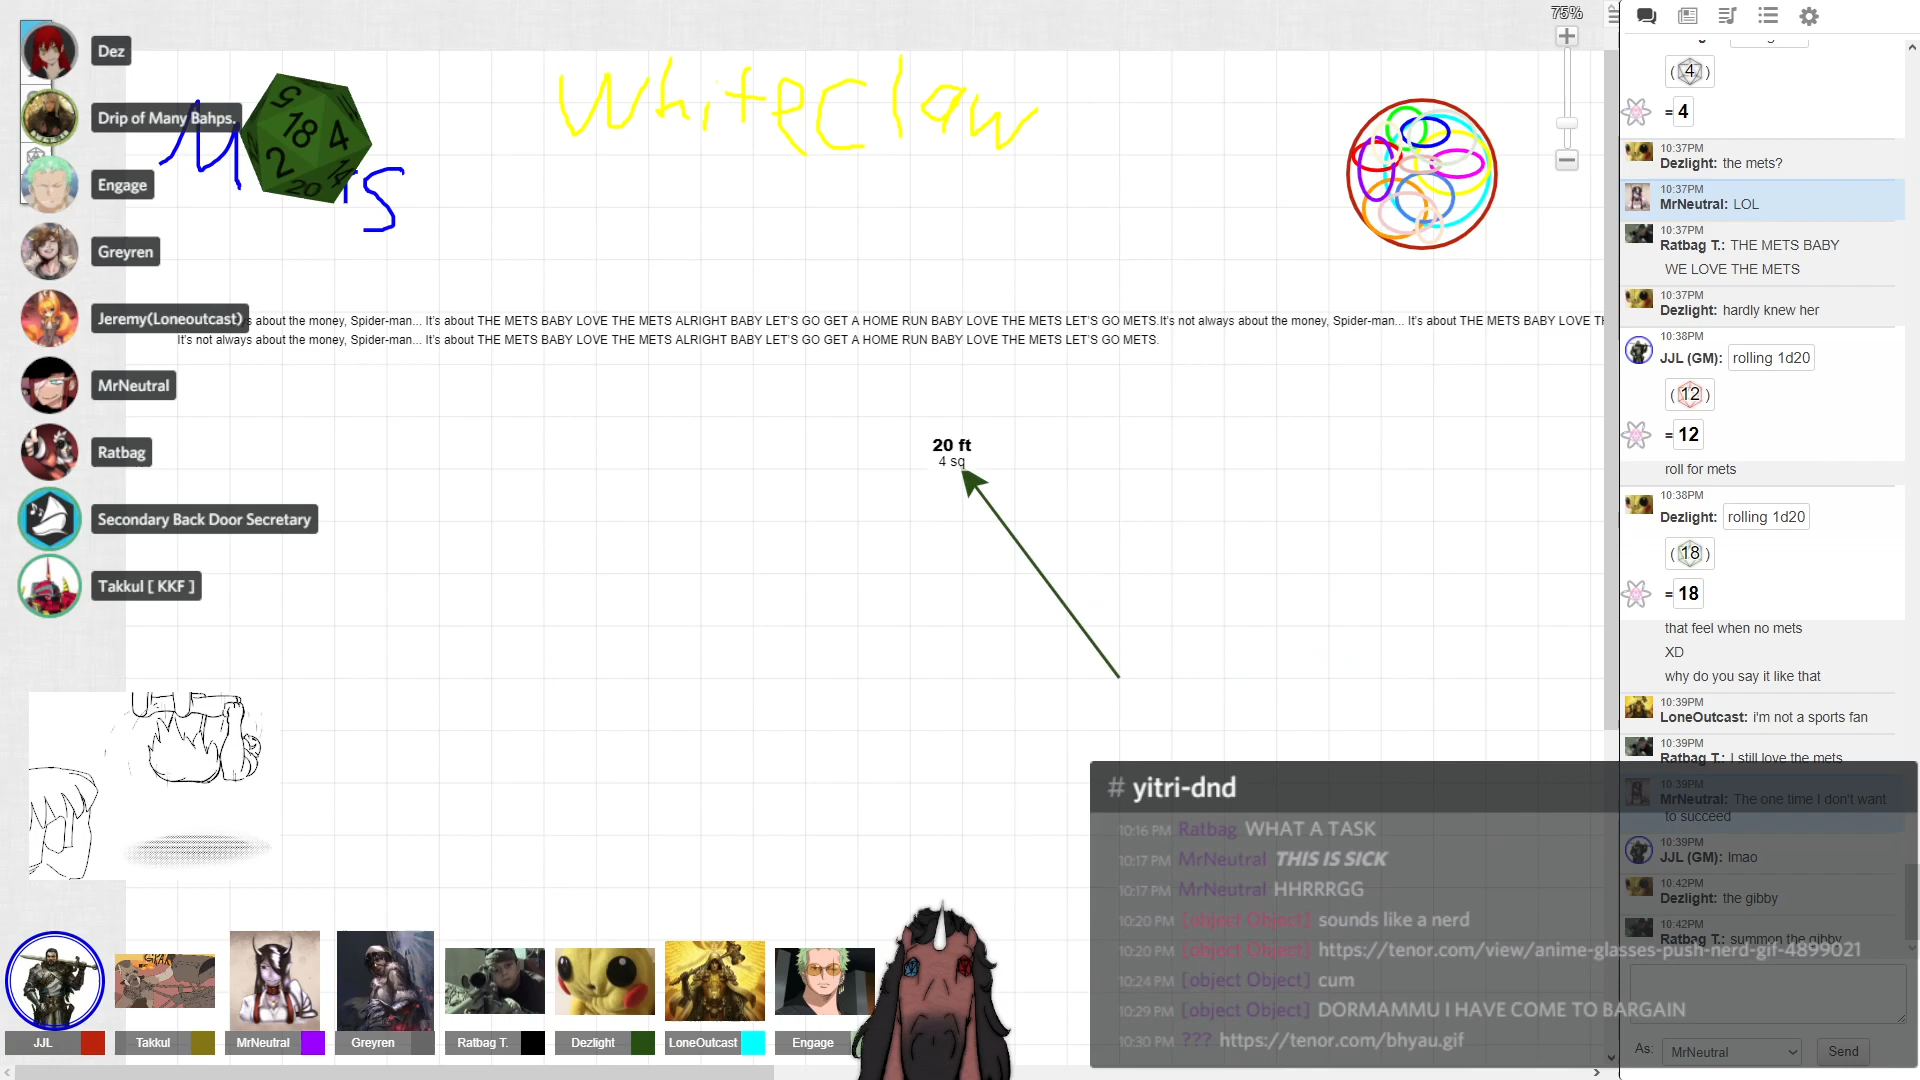 75%
Dez
Drip of Many Bahps.
Engage
Greyren
Jeremy(Loneoutcast)
MrNeutral
Ratbag
Secondary Back Door Secretary
Takkul [ KKF ]
5
18 4
2 14
20
M
s
WhiteClaw
s about the money, Spider-man... It's about THE METS BABY LOVE THE METS ALRIGHT BABY LET'S GO GET A HOME RUN BABY LOVE THE METS LET'S GO METS.It's not always about the money, Spider-man... It's about THE METS BABY LOVE
It's not always about the money, Spider-man... It's about THE METS BABY LOVE THE METS ALRIGHT BABY LET'S GO GET A HOME RUN BABY LOVE THE METS LET'S GO METS.
20 ft
4 sq
JJL
Takkul
MrNeutral
Greyren
Ratbag T.
Dezlight
LoneOutcast
Engage
# yitri-dnd
10:16 PM Ratbag WHAT A TASK
10:17 PM MrNeutral THIS IS SICK
10:17 PM MrNeutral HHRRRGG
10:20 PM [object Object] sounds like a nerd
10:20 PM [object Object] https://tenor.com/view/anime-glasses-push-nerd-gif-4899021
10:24 PM [object Object] cum
10:29 PM [object Object] DORMAMMU I HAVE COME TO BARGAIN
10:30 PM ??? https://tenor.com/bhyau.gif
(4)
=4
10:37PM
Dezlight: the mets?
10:37PM
MrNeutral: LOL
10:37PM
Ratbag T.: THE METS BABY
WE LOVE THE METS
10:37PM
Dezlight: hardly knew her
10:38PM
JJL (GM): rolling 1d20
(12)
=12
roll for mets
10:38PM
Dezlight: rolling 1d20
(18)
=18
that feel when no mets
XD
why do you say it like that
10:39PM
LoneOutcast: i'm not a sports fan
10:39PM
Ratbag T.: I still love the mets
10:39PM
MrNeutral: The one time I don't want
to succeed
10:39PM
JJL (GM): lmao
10:42PM
Dezlight: the gibby
10:42PM
Ratbag T.: summon the gibby
As: MrNeutral Send